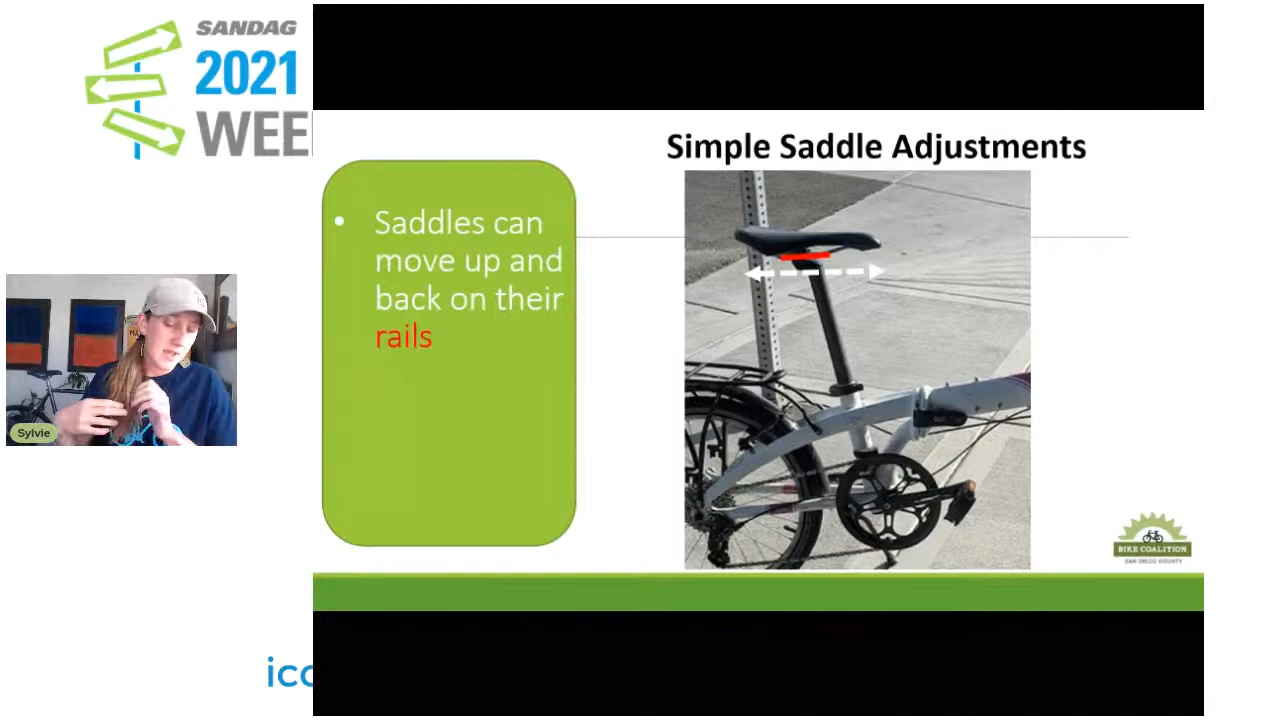 SANDAG
2021
WEE
Simple Saddle Adjustments
• Saddles can
move up and
back on their
rails
Sylvie
BIKE COALITION
SAN DIEGO COUNTY
ico